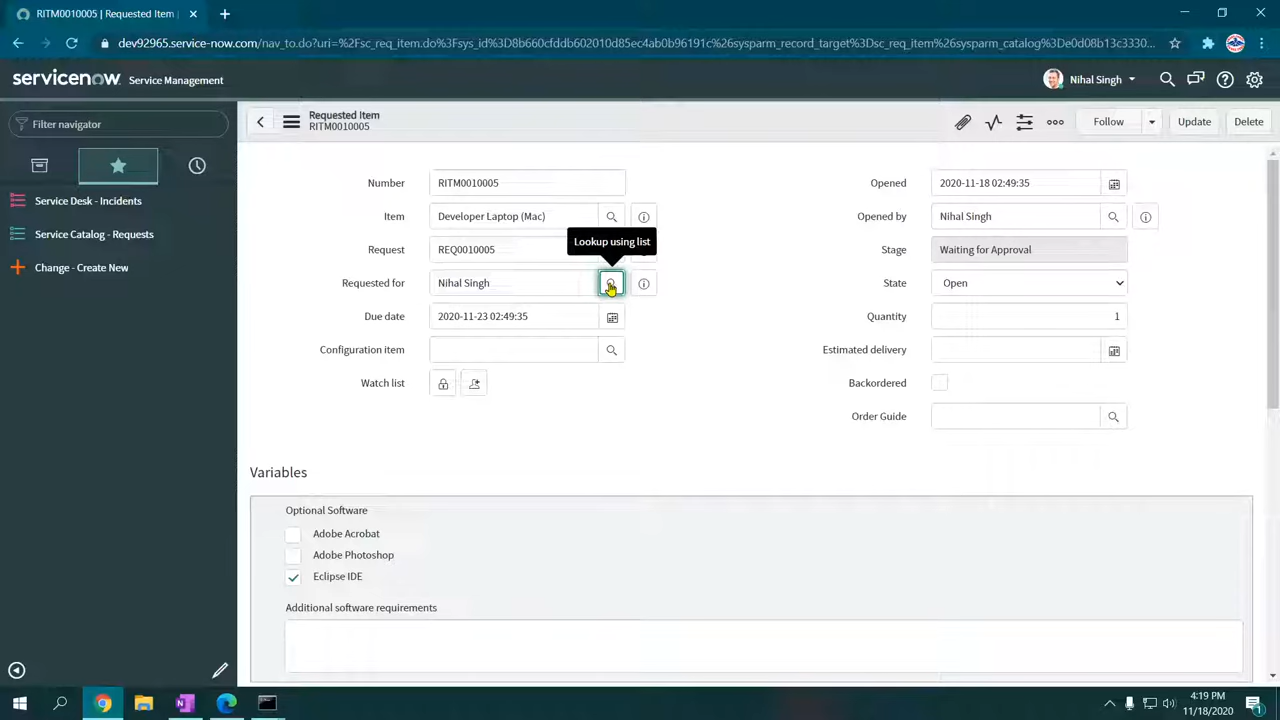 RITM0010005 | Requested Item
dev92965.service-now.com/nav_to.do?uri=%2Fsc_req_item.do%3Fsys_id%3D8b660cfddb602010d85ec4ab0b96191c%26sysparm_record_target%3Dsc_req_item%26sysparm_catalog%3De0d08b13c3330...
servicenow Service Management
Nihal Singh
Filter navigator
Requested Item
RITM0010005
Follow
Update
Delete
Service Desk - Incidents
Service Catalog - Requests
Change - Create New
Number RITM0010005
Opened 2020-11-18 02:49:35
Item Developer Laptop (Mac)
Opened by Nihal Singh
Lookup using list
Request REQ0010005
Stage Waiting for Approval
Requested for Nihal Singh
State Open
Due date 2020-11-23 02:49:35
Quantity 1
Configuration item
Estimated delivery
Watch list
Backordered
Order Guide
Variables
Optional Software
Adobe Acrobat
Adobe Photoshop
Eclipse IDE
Additional software requirements
4:19 PM
11/18/2020